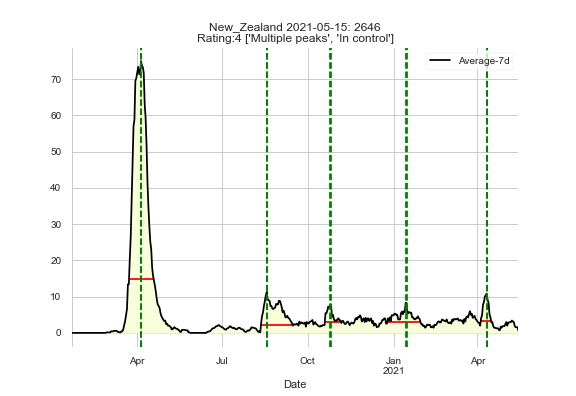 New_Zealand 2021-05-15: 2646
Rating:4 ['Multiple peaks', 'In control']
Average-7d
70
60
50
40
30
20
10
0
Apr
Jul
Oct
Jan
2021
Apr
Date